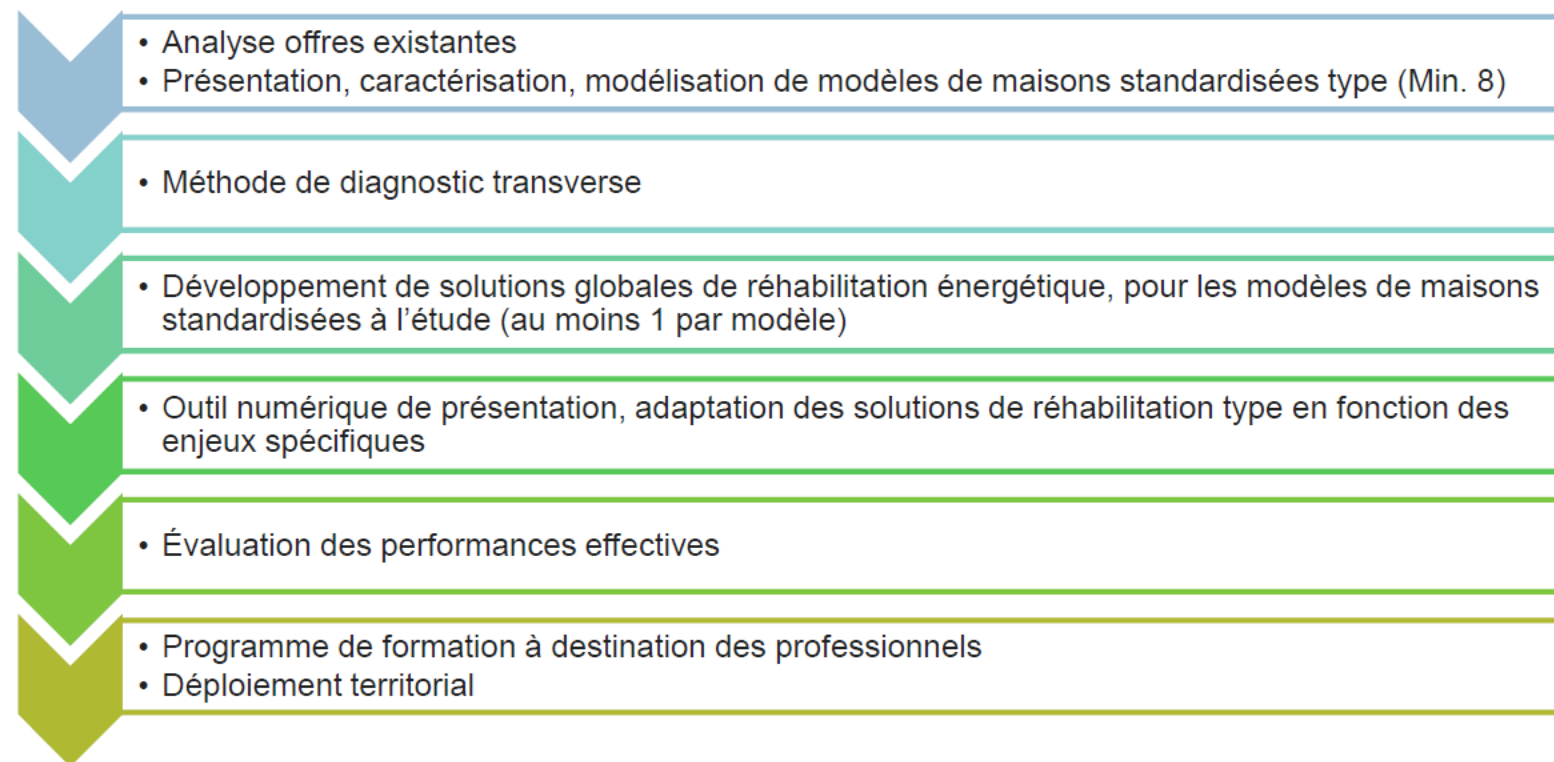 • Analyse offres existantes
• Présentation, caractérisation, modélisation de modèles de maisons standardisées type (Min. 8)
• Méthode de diagnostic transverse
• Développement de solutions globales de réhabilitation énergétique, pour les modèles de maisons
standardisées à l’étude (au moins 1 par modèle)
• Outil numérique de présentation, adaptation des solutions de réhabilitation type en fonction des
enjeux spécifiques
• Évaluation des performances effectives
• Programme de formation à destination des professionnels
• Déploiement territorial